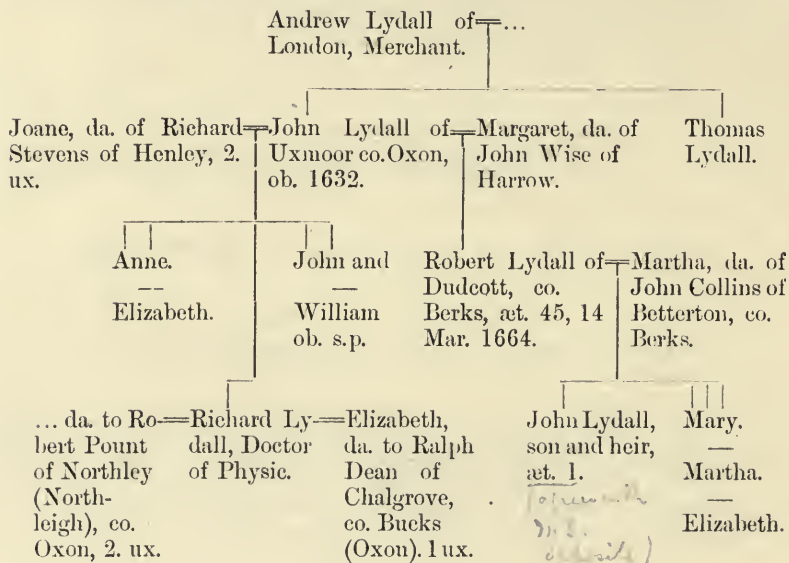 Andrew Lydall of ...
London, Merchant.
Joane, da. of Richard
Stevens of Henley, 2.
ux.
John Lydall of
Uxmoor co. Oxon,
ob. 1632.
Margaret, da. of
John Wise of
Harrow.
Thomas
Lydall.
Anne.
—
Elizabeth.
John and
—
William
ob. s.p.
Robert Lydall of
Dudcott, co.
Berks, æt. 45, 14
Mar. 1664.
Martha, da. of
John Collins of
Betterton, co.
Berks.
... da. to Ro-
bert Pount
of Northley
(North-
leigh), co.
Oxon, 2. ux.
Richard Ly-
dall, Doctor
of Physic.
Elizabeth,
da. to Ralph
Dean of
Chalgrove,
co. Bucks
(Oxon). 1 ux.
John Lydall,
son and heir,
æt. 1.
Mary.
—
Martha.
—
Elizabeth.